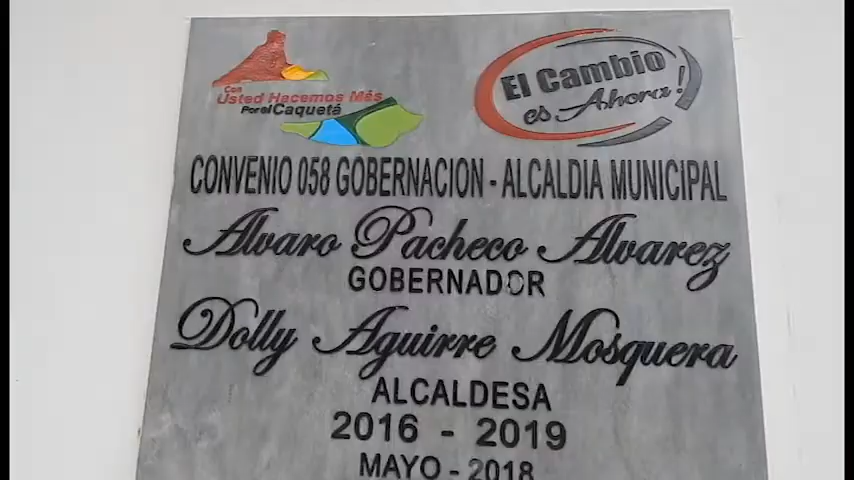 Con
Usted Hacemos Más
Por el Caquetá
El Cambio
es Ahora!
CONVENIO 058 GOBERNACION - ALCALDIA MUNICIPAL
Alvaro Pacheco Alvarez
GOBERNADOR
Dolly Aguirre Mosquera
ALCALDESA
2016 - 2019
MAYO - 2018